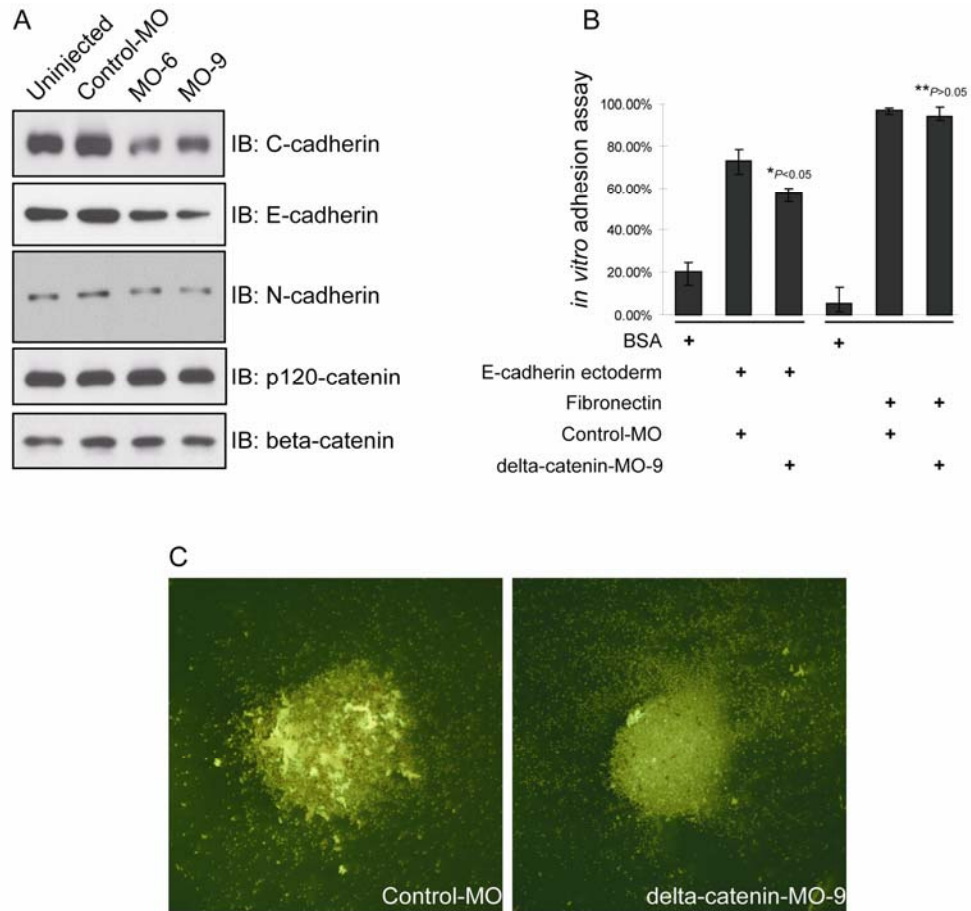 A
Uninjected
Control-MO
MO-6
MO-9
IB: C-cadherin
IB: E-cadherin
IB: N-cadherin
IB: p120-catenin
IB: beta-catenin
B
in vitro adhesion assay
100.00%
80.00%
60.00%
40.00%
20.00%
0.00%
*P<0.05
**P>0.05
BSA + +
E-cadherin ectoderm + +
Fibronectin + +
Control-MO + +
delta-catenin-MO-9 + +
C
Control-MO
delta-catenin-MO-9